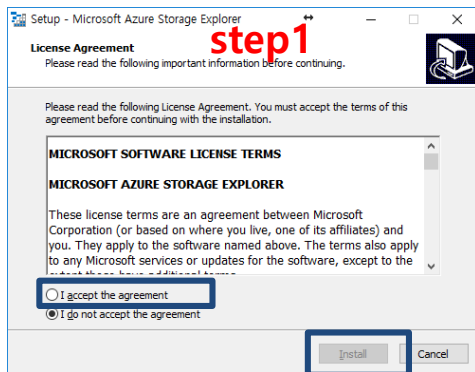 Setup - Microsoft Azure Storage Explorer
step1
License Agreement
Please read the following important information before continuing.
Please read the following License Agreement. You must accept the terms of this
agreement before continuing with the installation.
MICROSOFT SOFTWARE LICENSE TERMS
MICROSOFT AZURE STORAGE EXPLORER
These license terms are an agreement between Microsoft
Corporation (or based on where you live, one of its affiliates) and
you. They apply to the software named above. The terms also apply
to any Microsoft services or updates for the software, except to the
extent those have additional terms.
I accept the agreement
I do not accept the agreement
Install
Cancel